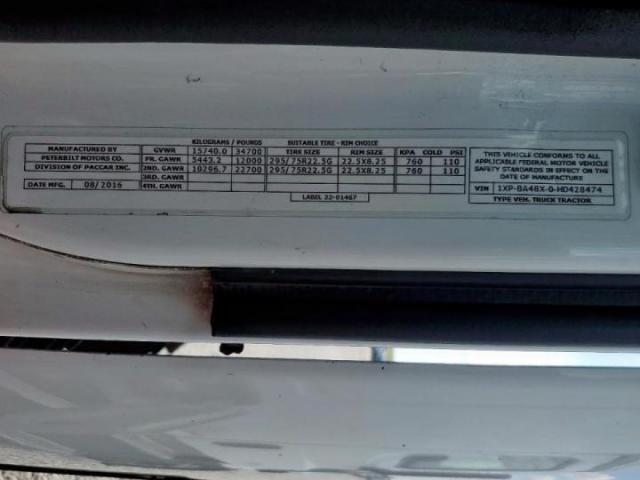 KILOGRAMS / POUNDS SUITABLE TIRE - RIM CHOICE
MANUFACTURED BY GVWR 15740.0 34700 TIRE SIZE RIM SIZE KPA COLD PSI
PETERBILT MOTORS CO. FR. GAWR 5443.2 12000 295/75R22.5G 22.5X8.25 760 110
DIVISION OF PACCAR INC. 2ND. GAWR 10296.7 22700 295/75R22.5G 22.5X8.25 760 110
3RD. GAWR
DATE MFG. 08/2016 4TH. GAWR
LABEL 22-01467
THIS VEHICLE CONFORMS TO ALL
APPLICABLE FEDERAL MOTOR VEHICLE
SAFETY STANDARDS IN EFFECT ON THE
DATE OF MANUFACTURE
VIN 1XP-BA48X-0-HD428474
TYPE VEH. TRUCK TRACTOR